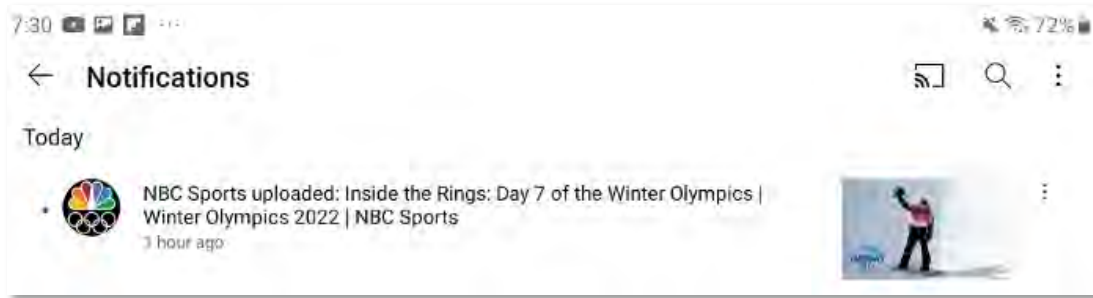 7:30
72%
Notifications
Today
NBC Sports uploaded: Inside the Rings: Day 7 of the Winter Olympics |
Winter Olympics 2022 | NBC Sports
1 hour ago